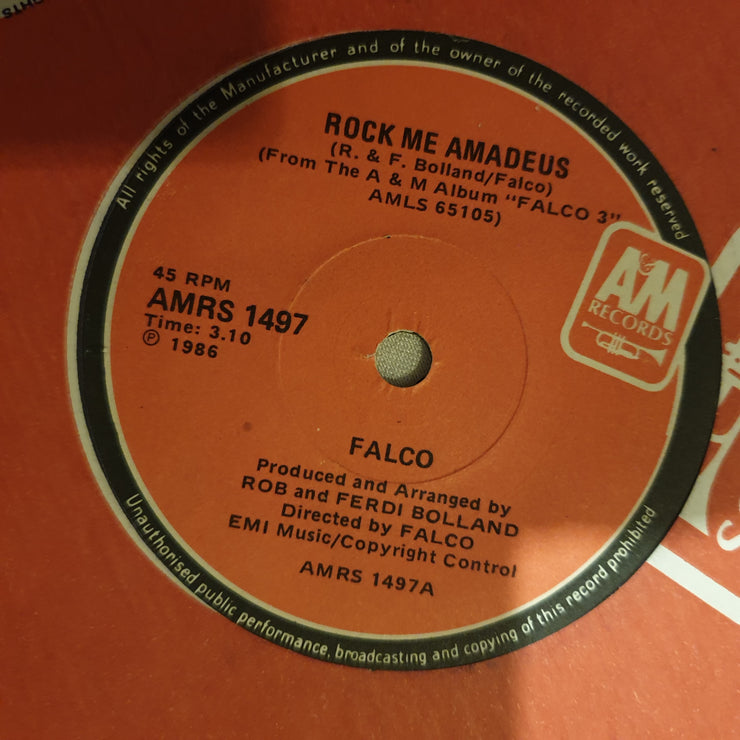 All rights of the Manufacturer and of the owner of the recorded work reserved
ROCK ME AMADEUS
(R. & F. Bolland/Falco)
(From The A & M Album "FALCO 3"
AMLS 65105)
A&M
RECORDS
45 RPM
AMRS 1497
Time: 3.10
℗ 1986
FALCO
Produced and Arranged by
ROB and FERDI BOLLAND
Directed by FALCO
EMI Music/Copyright Control
AMRS 1497A
Unauthorised public performance, broadcasting and copying of this record prohibited